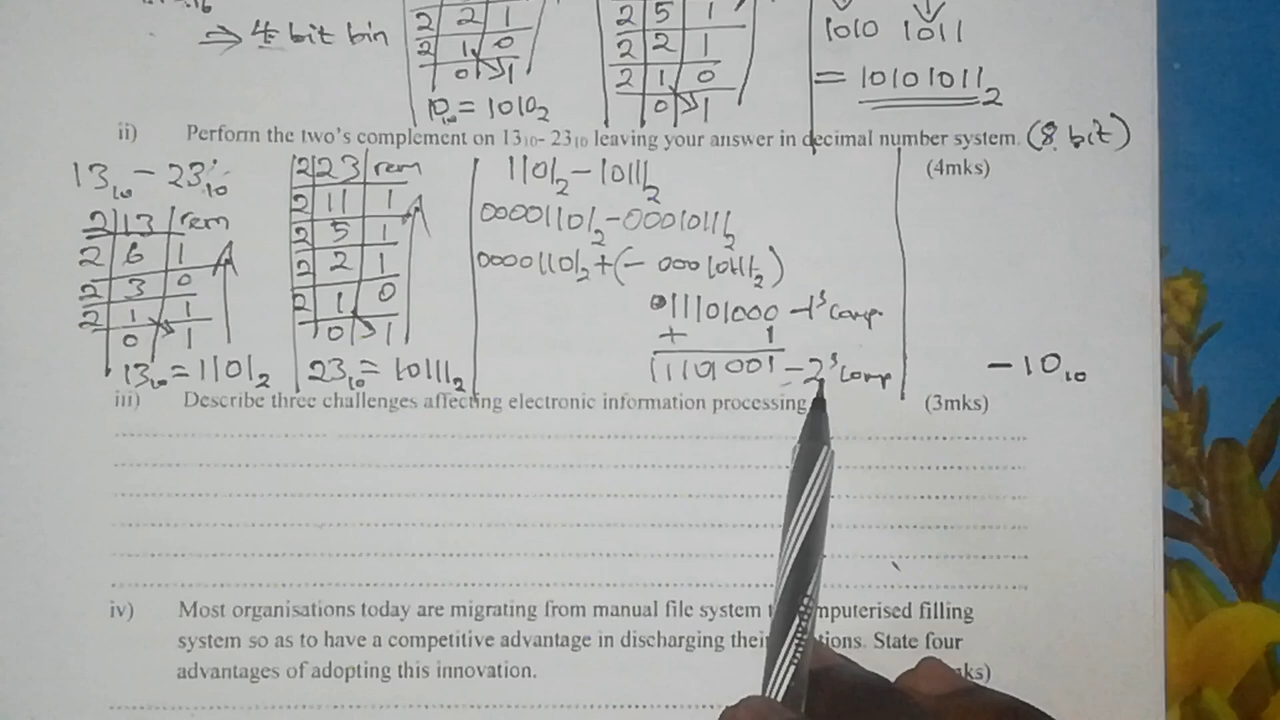 ⇒ 4 bit bin
2 2 1
2 1 0
0 1
10₁₀ = 1010₂
2 5 1
2 2 1
2 1 0
0 1
1010 1011
= 10101011₂
ii) Perform the two's complement on 13₁₀- 23₁₀ leaving your answer in decimal number system. (8 bit)
(4mks)
13₁₀ - 23₁₀
2 13 rem
2 6 1
2 3 0
2 1 1
0 1
13₁₀ = 1101₂
2 23 rem
2 11 1
2 5 1
2 2 1
2 1 0
0 1
23₁₀ = 10111₂
1101₂ - 10111₂
00001101₂ - 00010111₂
00001101₂ + (- 00010111₂)
11101000 - 1's comp.
+ 1
11101001 - 2's comp
- 10₁₀
iii) Describe three challenges affecting electronic information processing (3mks)
iv) Most organisations today are migrating from manual file system computerised filling
system so as to have a competitive advantage in discharging their State four
advantages of adopting this innovation.